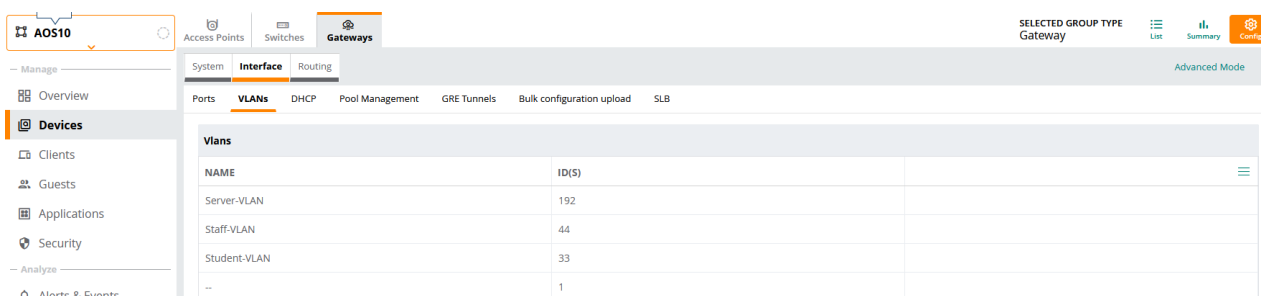 AOS10
Access Points
Switches
Gateways
SELECTED GROUP TYPE
Gateway
List
Summary
Config
Manage
System
Interface
Routing
Advanced Mode
Overview
Ports
VLANs
DHCP
Pool Management
GRE Tunnels
Bulk configuration upload
SLB
Devices
Clients
Guests
Applications
Security
Analyze
Alerts & Events
Vlans
NAME ID(S)
Server-VLAN 192
Staff-VLAN 44
Student-VLAN 33
-- 1